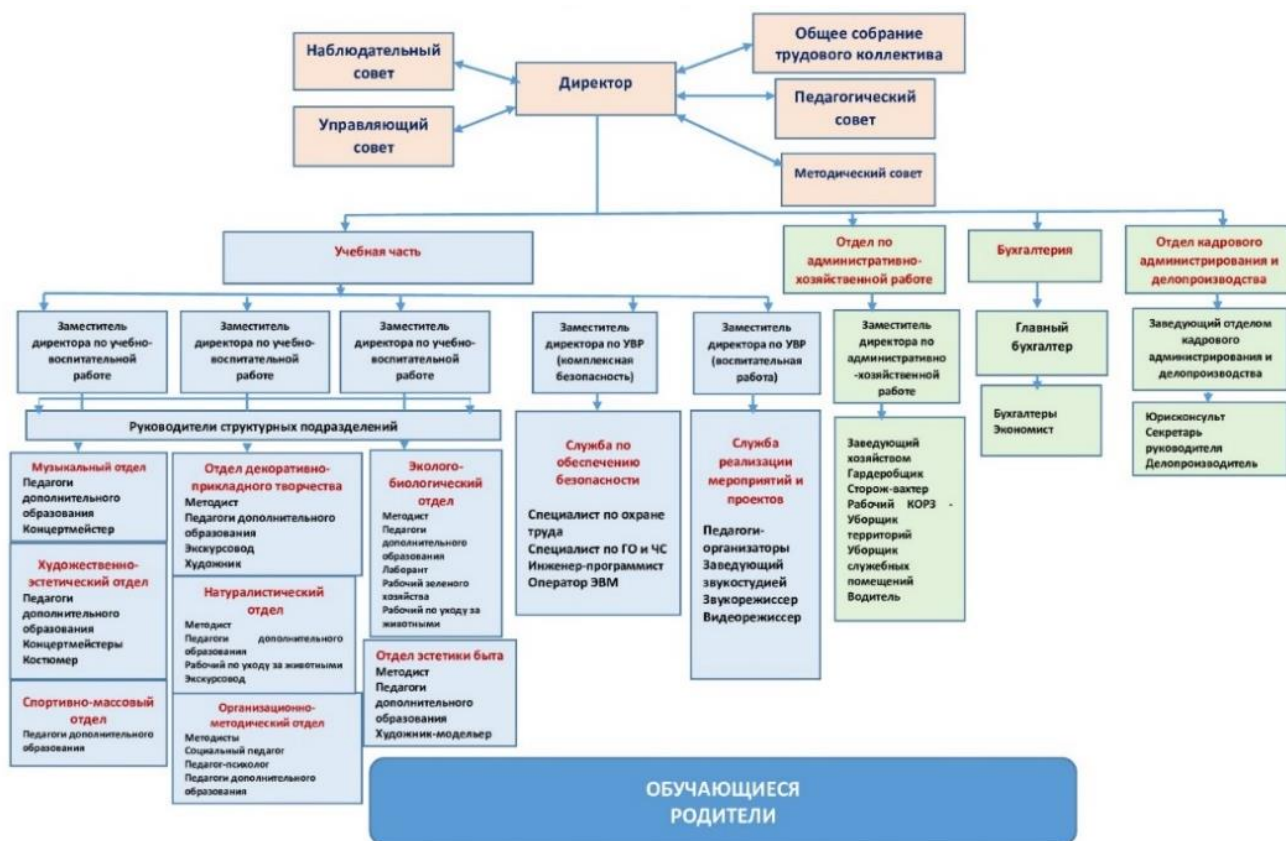 Наблюдательный
совет
Общее собрание
трудового коллектива
Директор
Управляющий
совет
Педагогический
совет
Методический совет
Учебная часть
Отдел по
административно-
хозяйственной работе
Бухгалтерия
Отдел кадрового
администрирования и
делопроизводства
Заместитель
директора по учебно-
воспитательной
работе
Заместитель
директора по учебно-
воспитательной
работе
Заместитель
директора по учебно-
воспитательной
работе
Заместитель
директора по УВР
(комплексная
безопасность)
Заместитель
директора по УВР
(воспитательная
работа)
Заместитель
директора по
административно
-хозяйственной
работе
Главный
бухгалтер
Заведующий отделом
кадрового
администрирования и
делопроизводства
Руководители структурных подразделений
Музыкальный отдел
Педагоги
дополнительного
образования
Концертмейстер
Художественно-
эстетический отдел
Педагоги
дополнительного
образования
Концертмейстеры
Костюмер
Спортивно-массовый
отдел
Педагоги дополнительного
образования
Отдел декоративно-
прикладного творчества
Методист
Педагоги дополнительного
образования
Экскурсовод
Художник
Натуралистический
отдел
Методист
Педагоги дополнительного
образования
Рабочий по уходу за животными
Экскурсовод
Организационно-
методический отдел
Методисты
Социальный педагог
Педагог-психолог
Педагоги дополнительного
образования
Эколого-
биологический
отдел
Методист
Педагоги
дополнительного
образования
Лаборант
Рабочий зеленого
хозяйства
Рабочий по уходу за
животными
Отдел эстетики быта
Методист
Педагоги
дополнительного
образования
Художник-модельер
Служба по
обеспечению
безопасности
Специалист по охране
труда
Специалист по ГО и ЧС
Инженер-программист
Оператор ЭВМ
Служба
реализации
мероприятий и
проектов
Педагоги-
организаторы
Заведующий
звукостудией
Звукорежиссер
Видеорежиссер
Заведующий
хозяйством
Гардеробщик
Сторож-вахтер
Рабочий КОРЗ -
Уборщик
территорий
Уборщик
служебных
помещений
Водитель
Бухгалтеры
Экономист
Юрисконсульт
Секретарь
руководителя
Делопроизводитель
ОБУЧАЮЩИЕСЯ
РОДИТЕЛИ